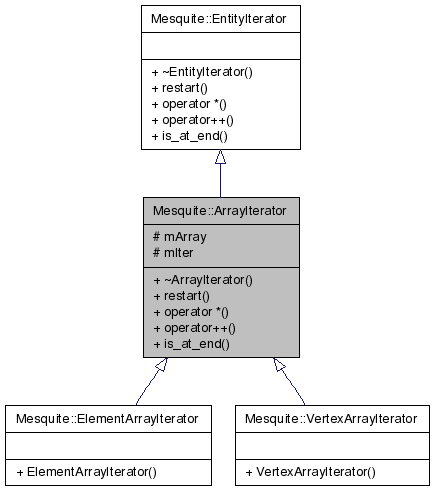 Mesquite::EntityIterator
+ ~EntityIterator()
+ restart()
+ operator *()
+ operator++()
+ is_at_end()
Mesquite::ArrayIterator
# mArray
# mIter
+ ~ArrayIterator()
+ restart()
+ operator *()
+ operator++()
+ is_at_end()
Mesquite::ElementArrayIterator
+ ElementArrayIterator()
Mesquite::VertexArrayIterator
+ VertexArrayIterator()